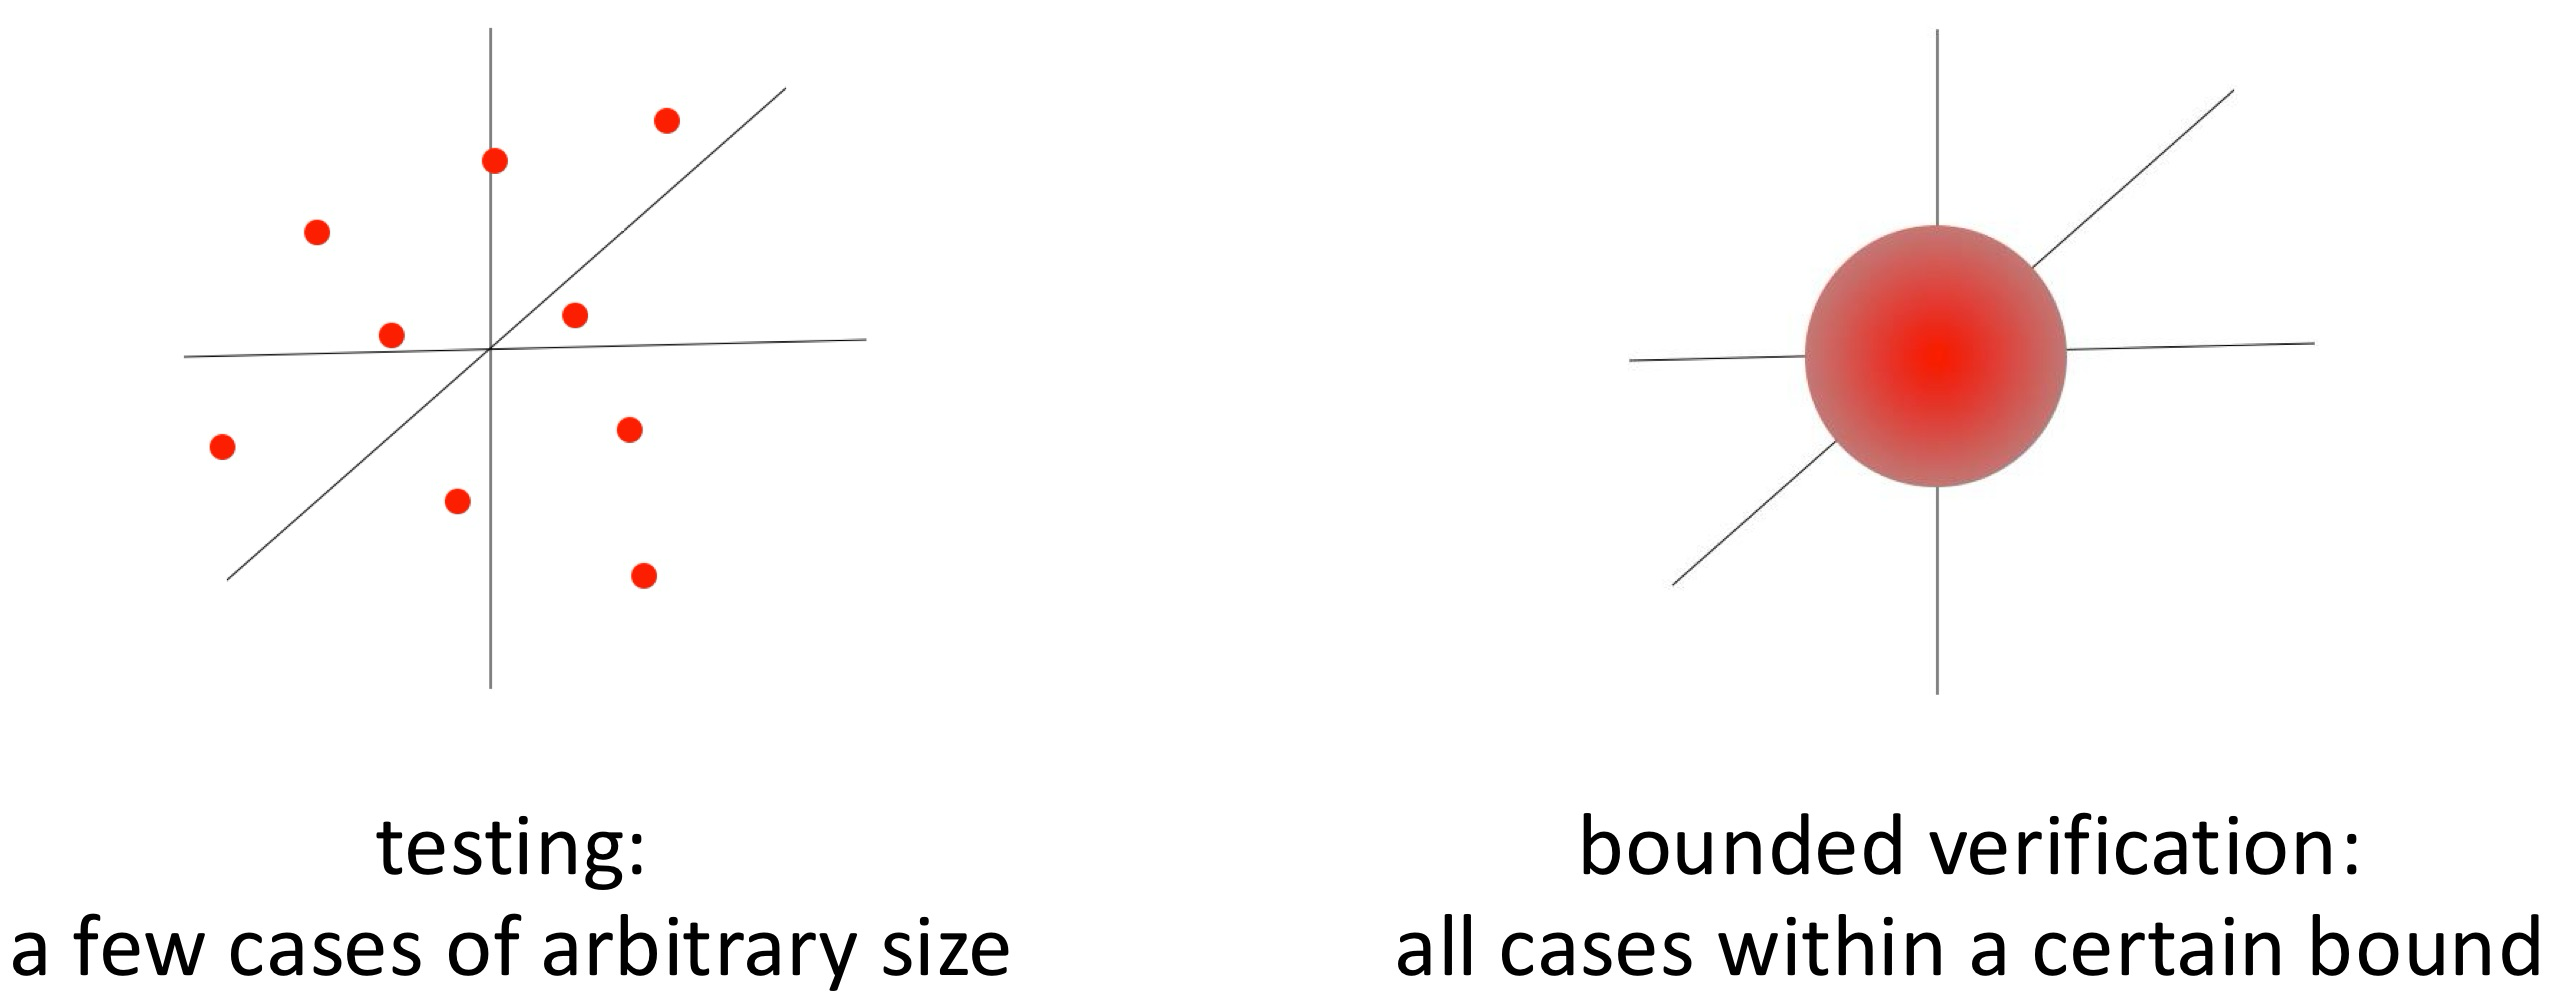 testing:
a few cases of arbitrary size
bounded verification:
all cases within a certain bound